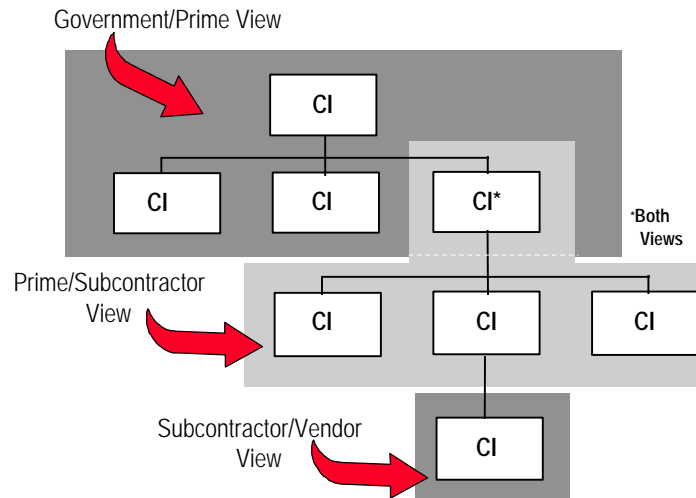 Government/Prime View
CI
CI
CI
CI*
*Both
Views
Prime/Subcontractor
View
CI
CI
CI
Subcontractor/Vendor
View
CI